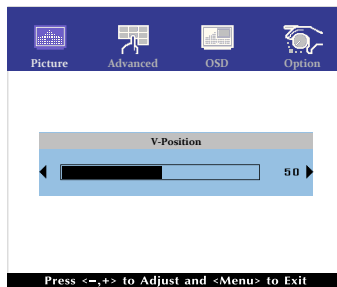 Picture Advanced OSD Option
V-Position
50
Press <−,+> to Adjust and <Menu> to Exit